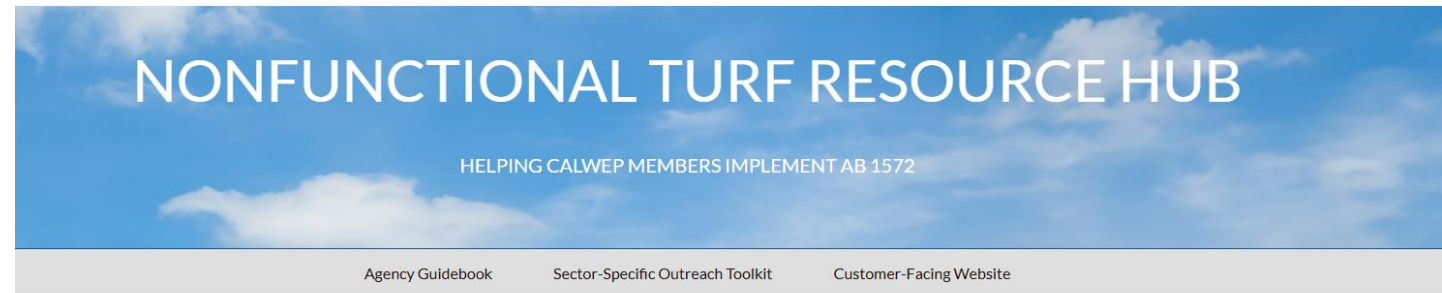 NONFUNCTIONAL TURF RESOURCE HUB
HELPING CALWEP MEMBERS IMPLEMENT AB 1572
Agency Guidebook Sector-Specific Outreach Toolkit Customer-Facing Website